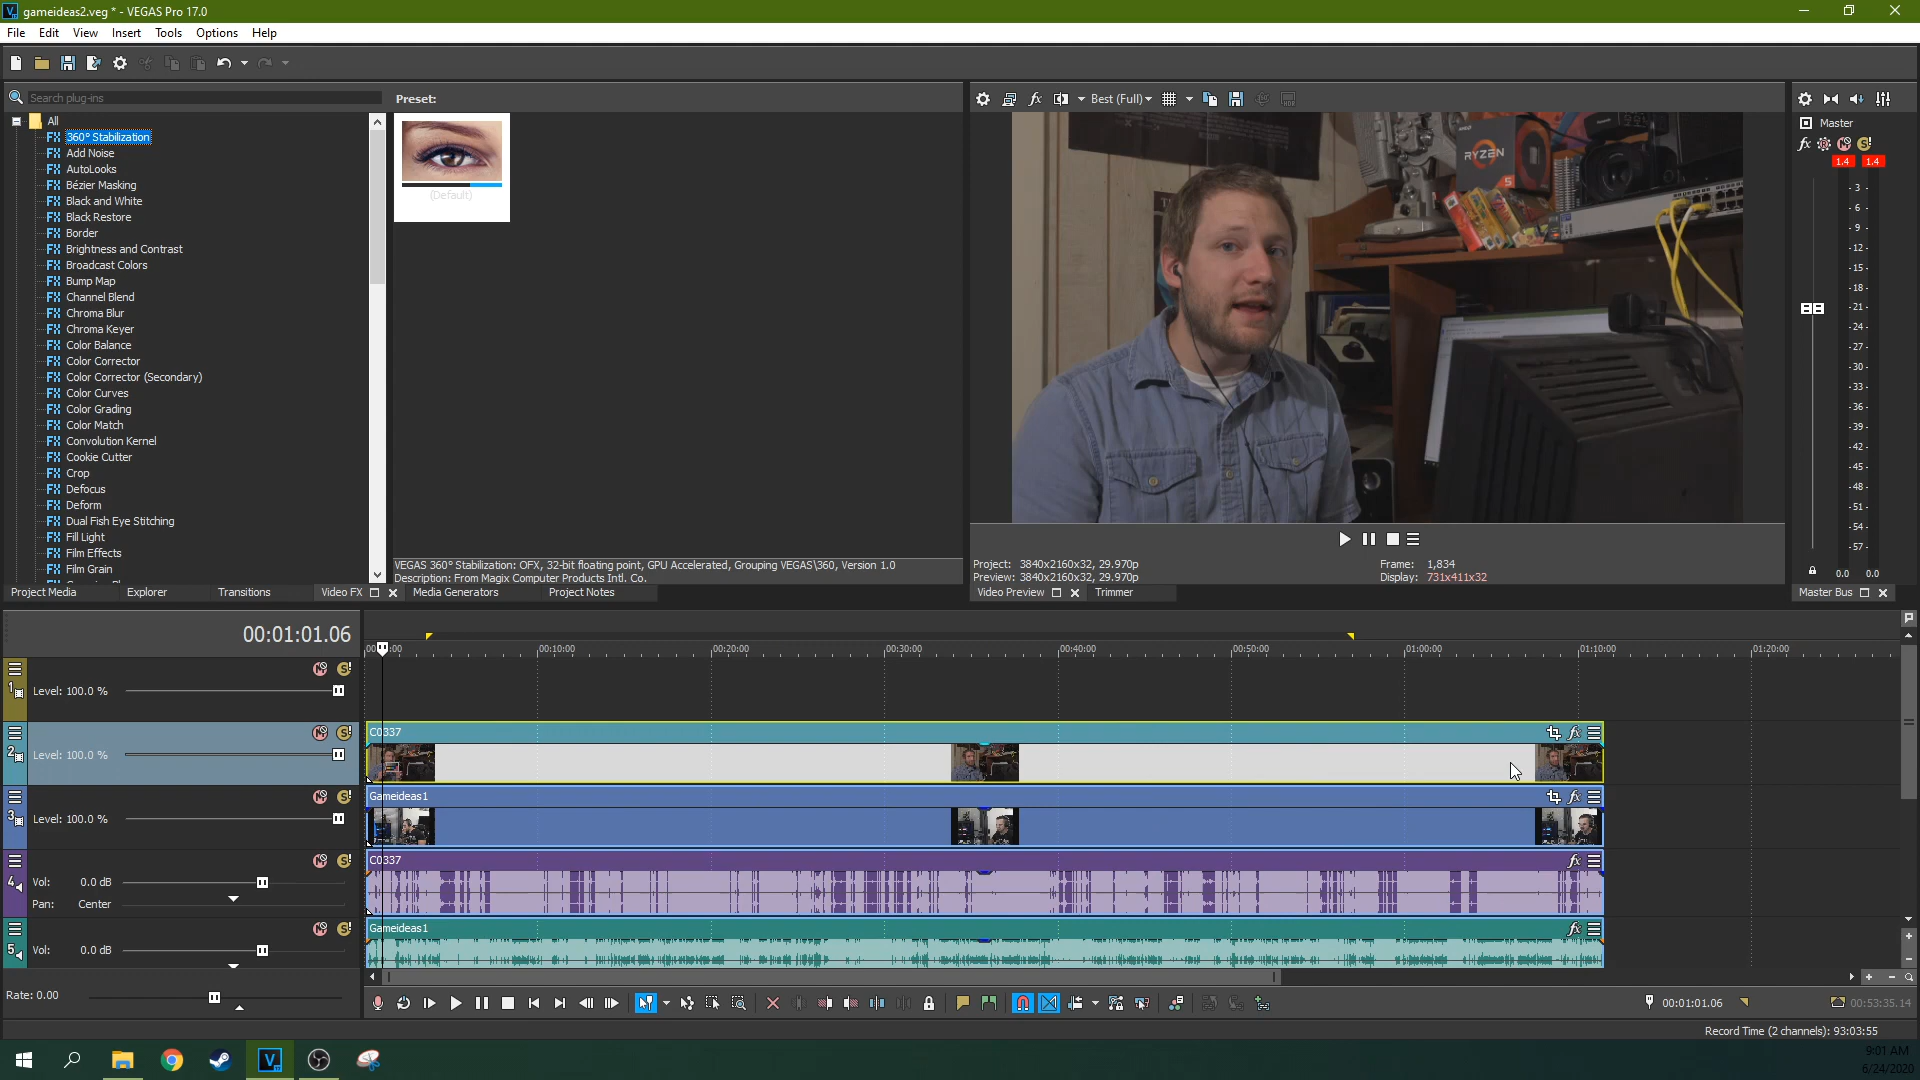 gameideas2.veg * - VEGAS Pro 17.0
File Edit View Insert Tools Options Help
Search plug-ins
Preset:
All
360° Stabilization
Add Noise
AutoLooks
Bézier Masking
Black and White
Black Restore
Border
Brightness and Contrast
Broadcast Colors
Bump Map
Channel Blend
Chroma Blur
Chroma Keyer
Color Balance
Color Corrector
Color Corrector (Secondary)
Color Curves
Color Grading
Color Match
Convolution Kernel
Cookie Cutter
Crop
Defocus
Deform
Dual Fish Eye Stitching
Fill Light
Film Effects
Film Grain
(Default)
VEGAS 360° Stabilization: OFX, 32-bit floating point, GPU Accelerated, Grouping VEGAS\360, Version 1.0
Description: From Magix Computer Products Intl. Co.
Project Media Explorer Transitions Video FX Media Generators Project Notes
Best (Full)
AMD
RYZEN
5
Project: 3840x2160x32, 29.970p
Preview: 3840x2160x32, 29.970p
Frame: 1,834
Display: 731x411x32
Video Preview Trimmer
Master
1.4 1.4
- 3 -
- 6 -
- 9 -
-12-
-15-
-18-
-21-
-24-
-27-
-30-
-33-
-36-
-39-
-42-
-45-
-48-
-51-
-54-
-57-
0.0 0.0
Master Bus
00:01:01.06
00:10:00 00:20:00 00:30:00 00:40:00 00:50:00 01:00:00 01:10:00 01:20:00
1 Level: 100.0 %
2 Level: 100.0 %
C0337
3 Level: 100.0 %
Gameideas1
4 Vol: 0.0 dB
Pan: Center
C0337
5 Vol: 0.0 dB
Gameideas1
Rate: 0.00
00:01:01.06
00:53:35.14
Record Time (2 channels): 93:03:55
9:01 AM
6/24/2020